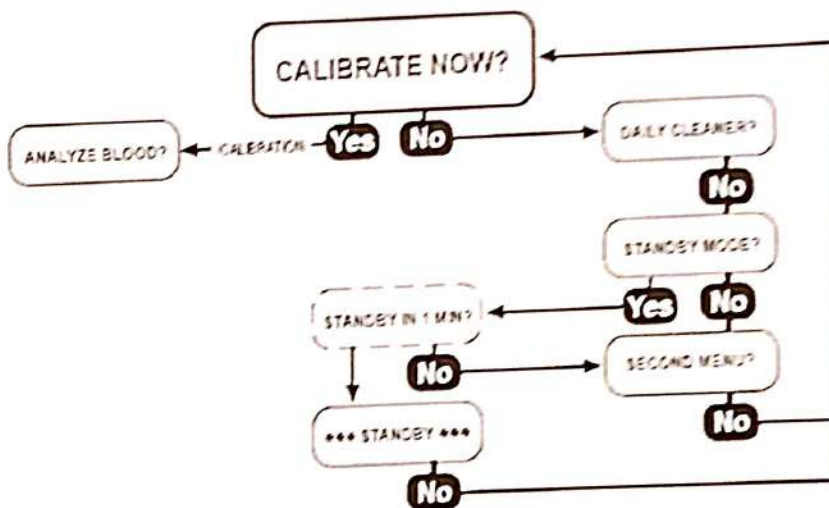 CALIBRATE NOW?
Yes No
ANALYZE BLOOD? CALIBRATION
DAILY CLEANER?
No
STANDBY MODE?
Yes No
STANDBY IN 1 MIN?
No
SECOND MENU?
No
*** STANDBY ***
No